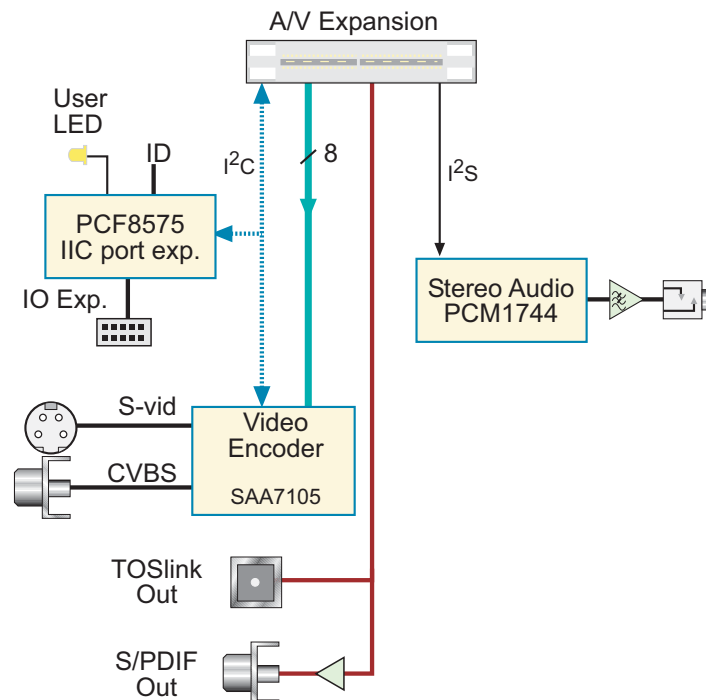 A/V Expansion
User
LED
ID
I²C
8
I²S
PCF8575
IIC port exp.
IO Exp.
Stereo Audio
PCM1744
S-vid
Video
Encoder
CVBS
SAA7105
TOSlink
Out
S/PDIF
Out